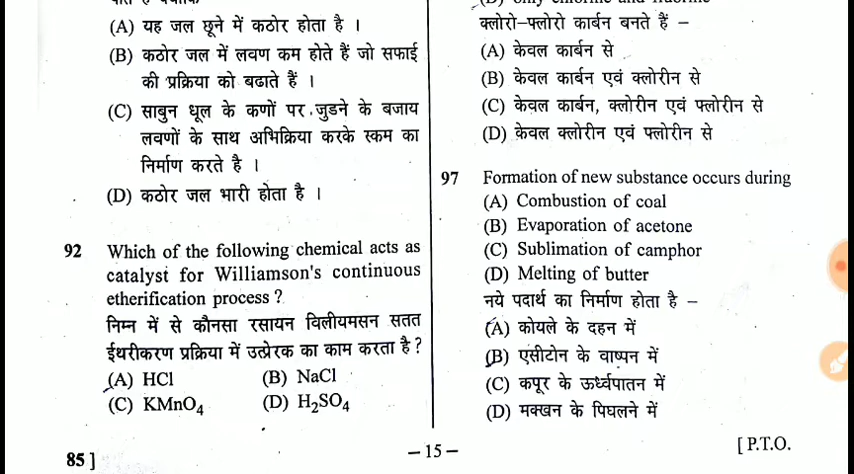 (A) यह जल छूने में कठोर होता है ।
(B) कठोर जल में लवण कम होते हैं जो सफाई
की प्रक्रिया को बढाते हैं ।
(C) साबुन धूल के कणों पर जुडने के बजाय
लवणों के साथ अभिक्रिया करके स्कम का
निर्माण करते है ।
(D) कठोर जल भारी होता है ।
92 Which of the following chemical acts as
catalyst for Williamson's continuous
etherification process ?
निम्न में से कौनसा रसायन विलीयमसन सतत
ईथरीकरण प्रक्रिया में उत्प्रेरक का काम करता है ?
(A) HCl (B) NaCl
(C) KMnO₄ (D) H₂SO₄
85 ]
(D) only chlorine and fluorine
क्लोरो–फ्लोरो कार्बन बनते हैं –
(A) केवल कार्बन से
(B) केवल कार्बन एवं क्लोरीन से
(C) केवल कार्बन, क्लोरीन एवं फ्लोरीन से
(D) केवल क्लोरीन एवं फ्लोरीन से
97 Formation of new substance occurs during
(A) Combustion of coal
(B) Evaporation of acetone
(C) Sublimation of camphor
(D) Melting of butter
नये पदार्थ का निर्माण होता है –
(A) कोयले के दहन में
(B) एसीटोन के वाष्पन में
(C) कपूर के ऊर्ध्वपातन में
(D) मक्खन के पिघलने में
– 15 –
[ P.T.O.